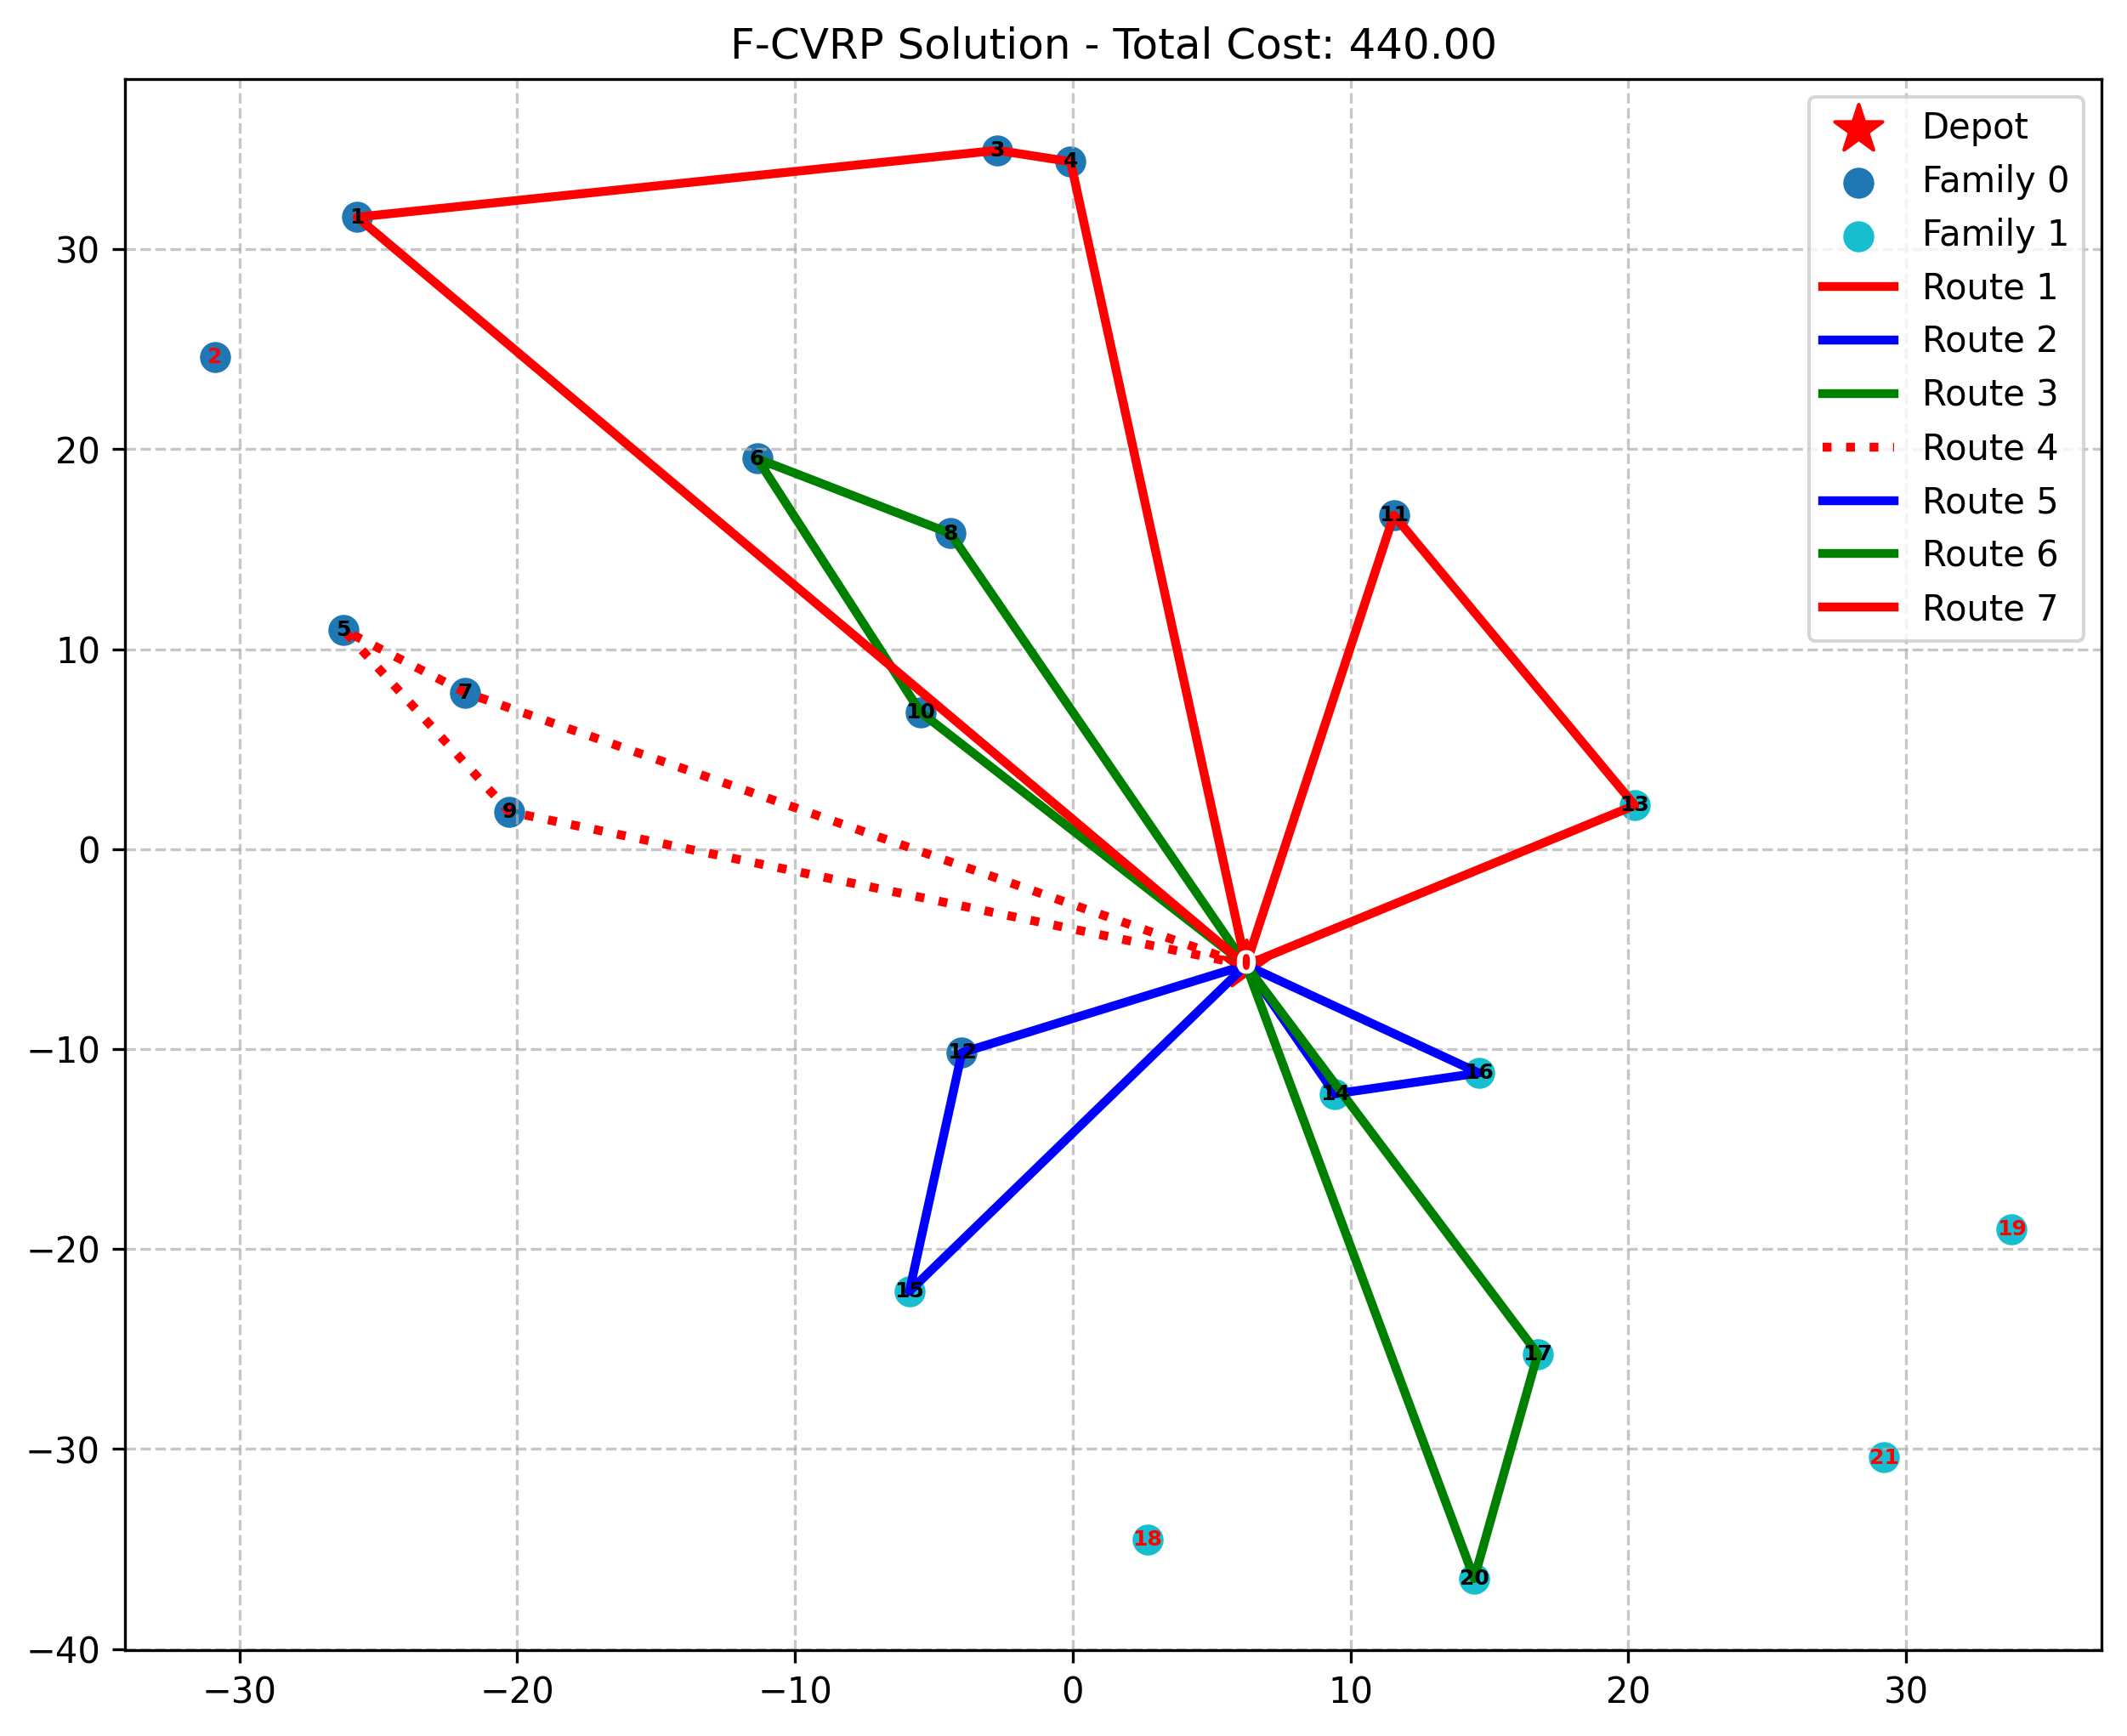 F-CVRP Solution - Total Cost: 440.00
Depot
Family 0
Family 1
Route 1
Route 2
Route 3
Route 4
Route 5
Route 6
Route 7
3
4
1
2
6
11
8
5
7
10
13
9
0
12
16
14
19
15
17
21
18
20
30
20
10
0
−10
−20
−30
−40
−30 −20 −10 0 10 20 30